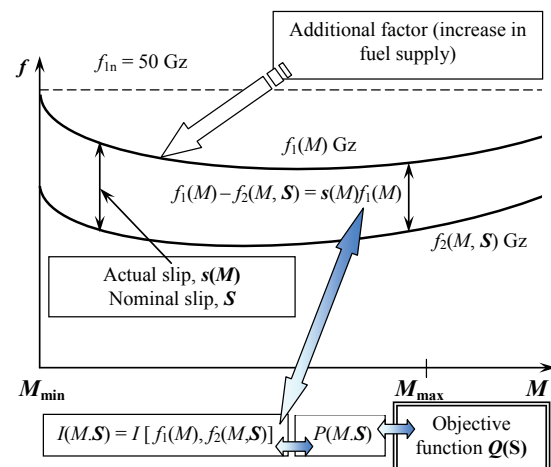 Additional factor (increase in
fuel supply)
f
f1n = 50 Gz
f1(M) Gz
f1(M) – f2(M, S) = s(M)f1(M)
f2(M, S) Gz
Actual slip, s(M)
Nominal slip, S
Mmin
Mmax
M
I(M.S) = I [ f1(M), f2(M,S)]
P(M.S)
Objective
function Q(S)